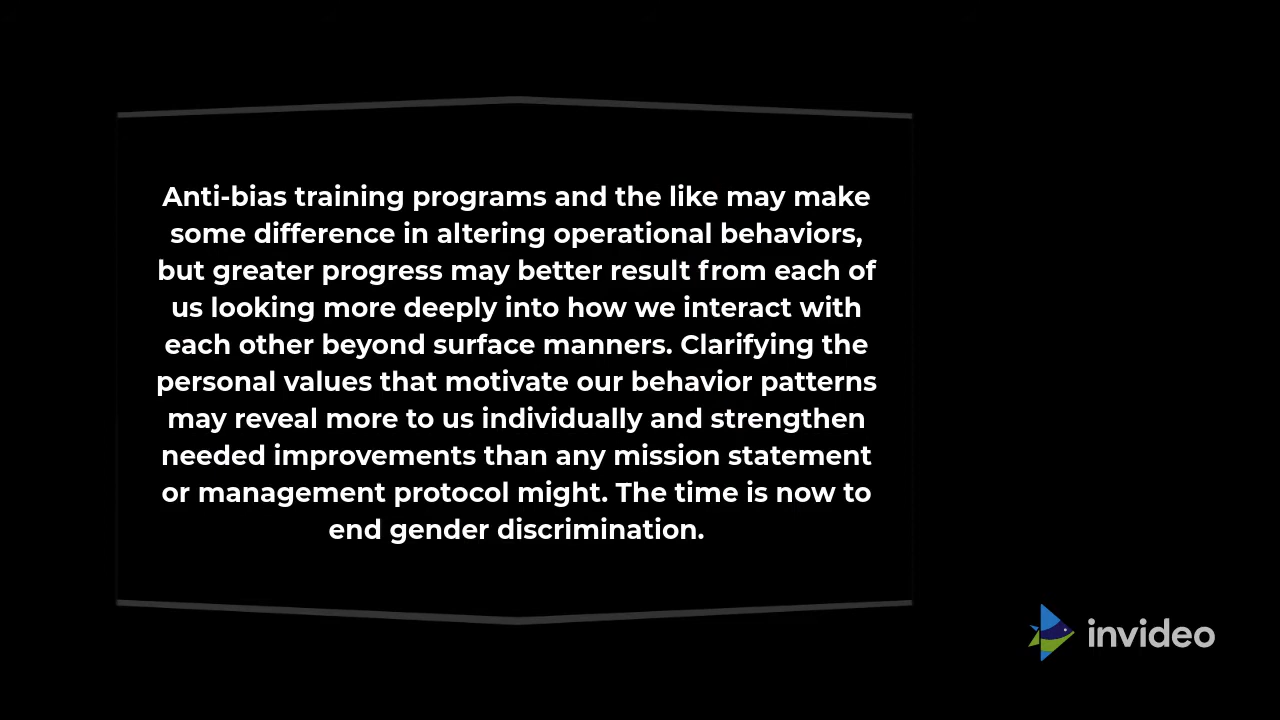 Anti-bias training programs and the like may make
some difference in altering operational behaviors,
but greater progress may better result from each of
us looking more deeply into how we interact with
each other beyond surface manners. Clarifying the
personal values that motivate our behavior patterns
may reveal more to us individually and strengthen
needed improvements than any mission statement
or management protocol might. The time is now to
end gender discrimination.
invideo